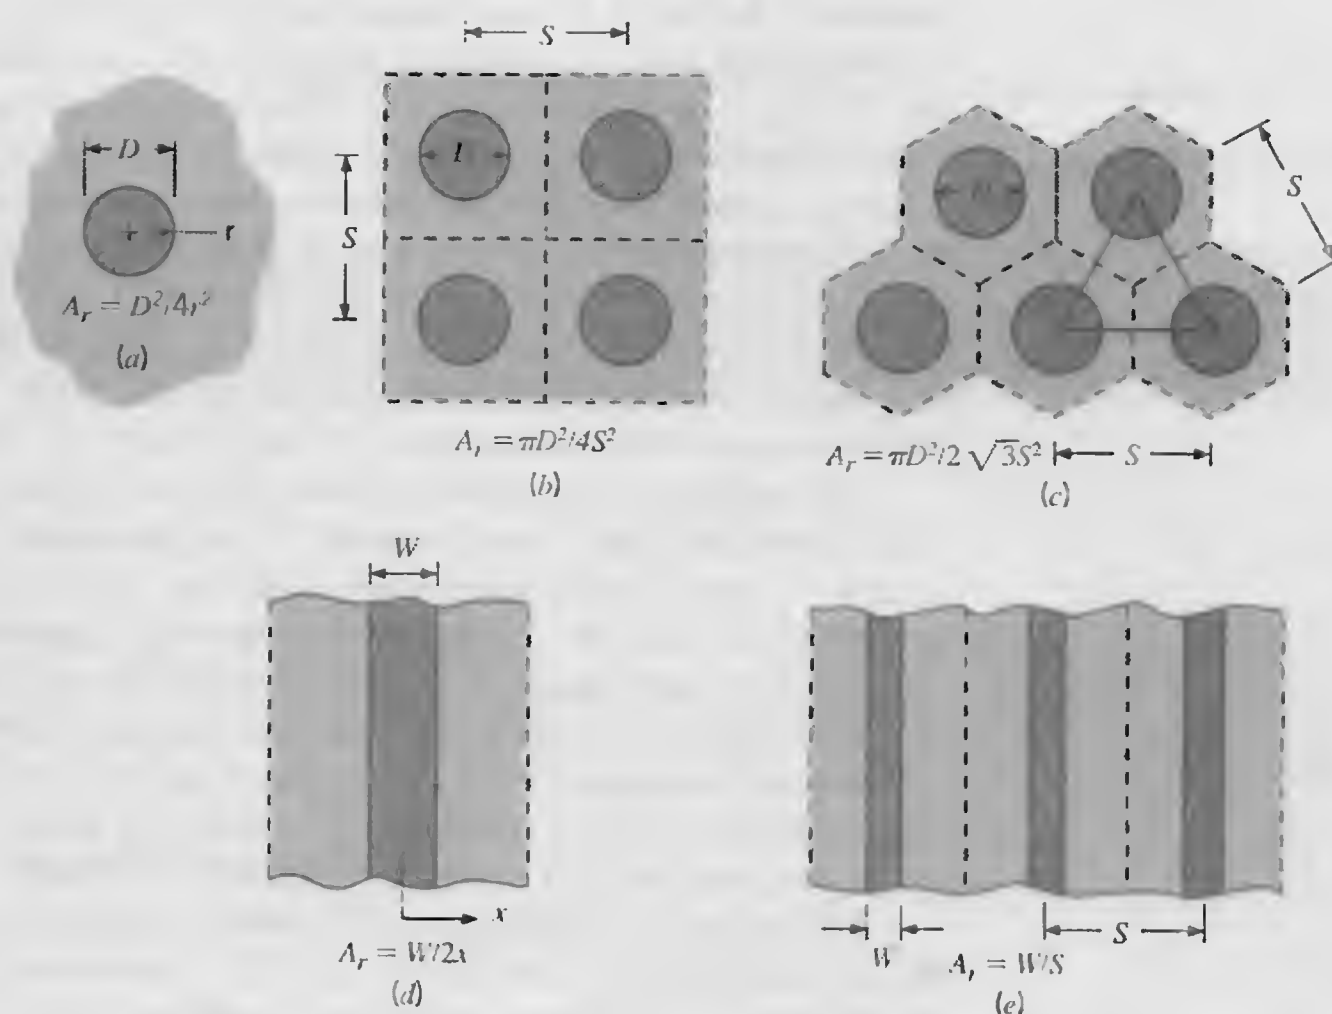 S
D
S
r
A_r = D²/4r²
(a)
S
A_r = πD²/4S²
(b)
A_r = πD²/2 √3S²
S
(c)
W
x
A_r = W/2x
(d)
W
S
A_r = W/S
(e)